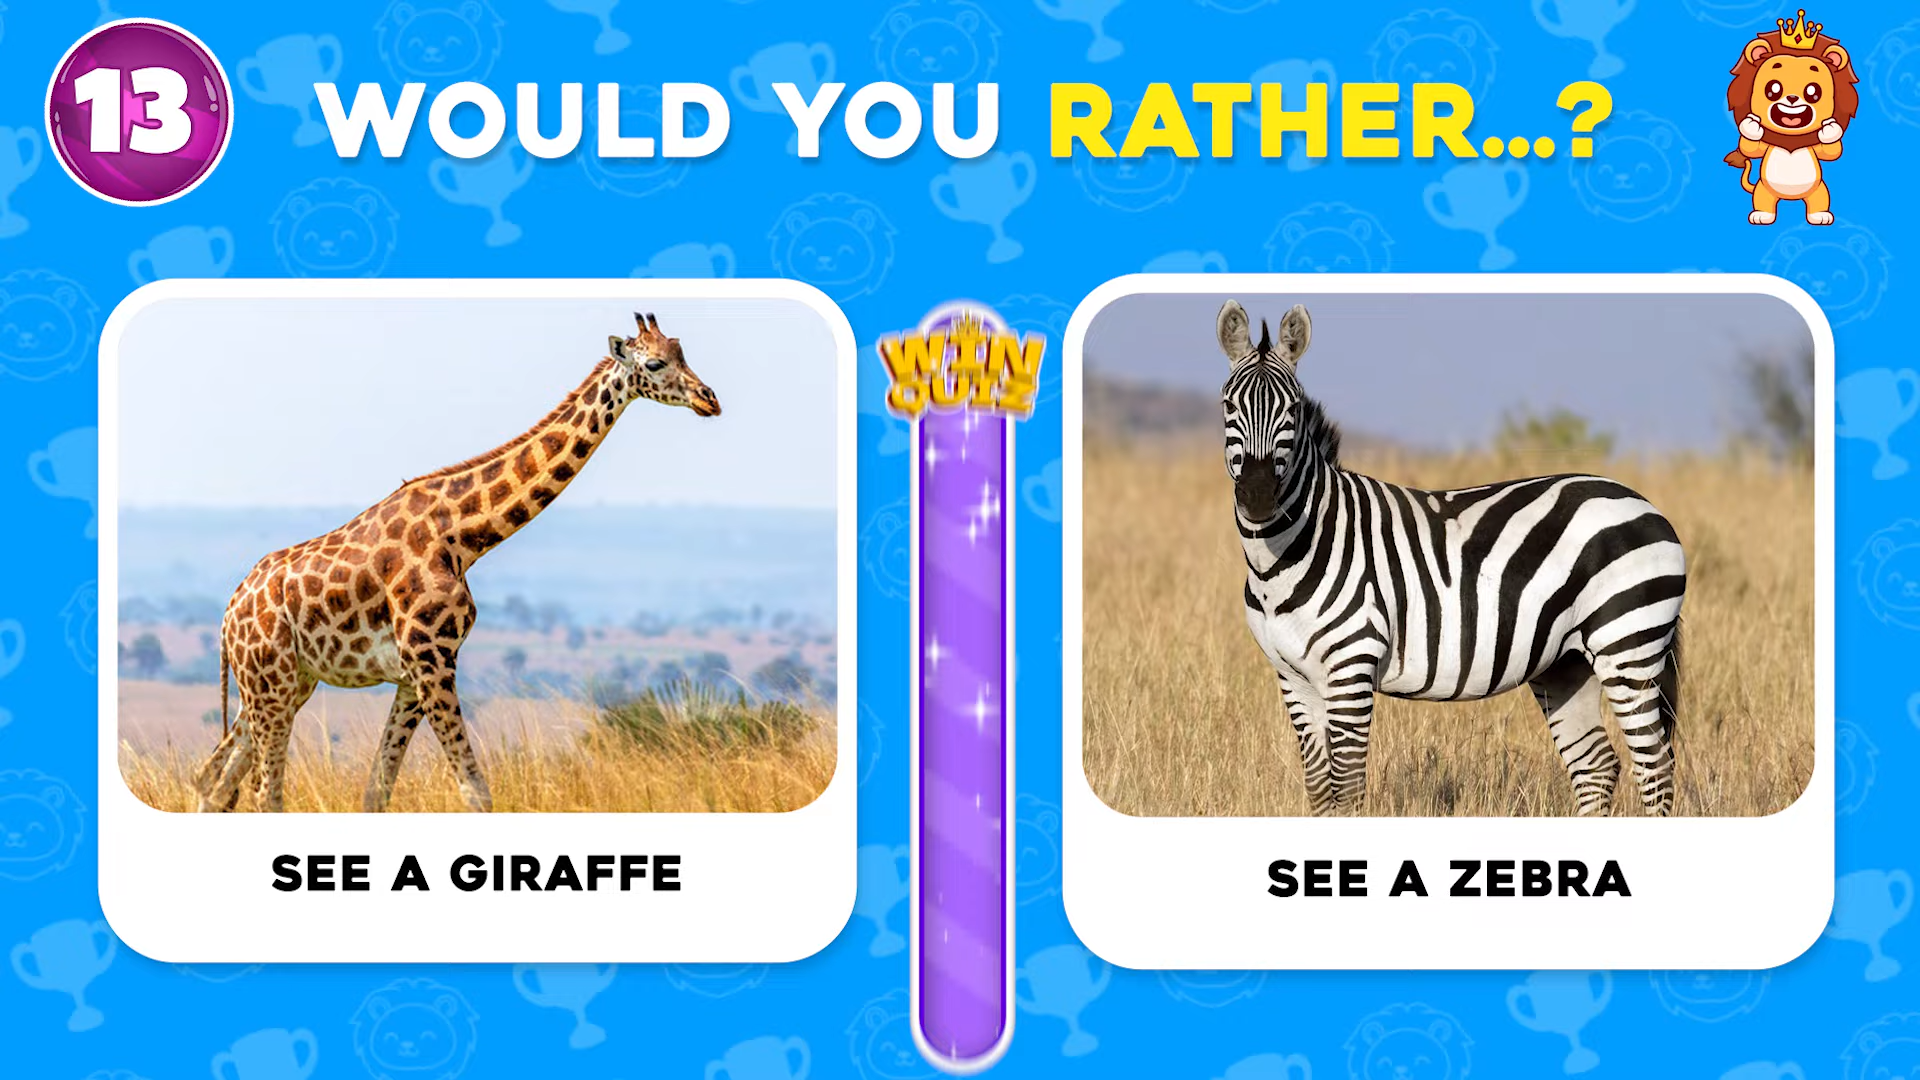 13
WOULD YOU RATHER...?
WIN
QUIZ
SEE A GIRAFFE
SEE A ZEBRA